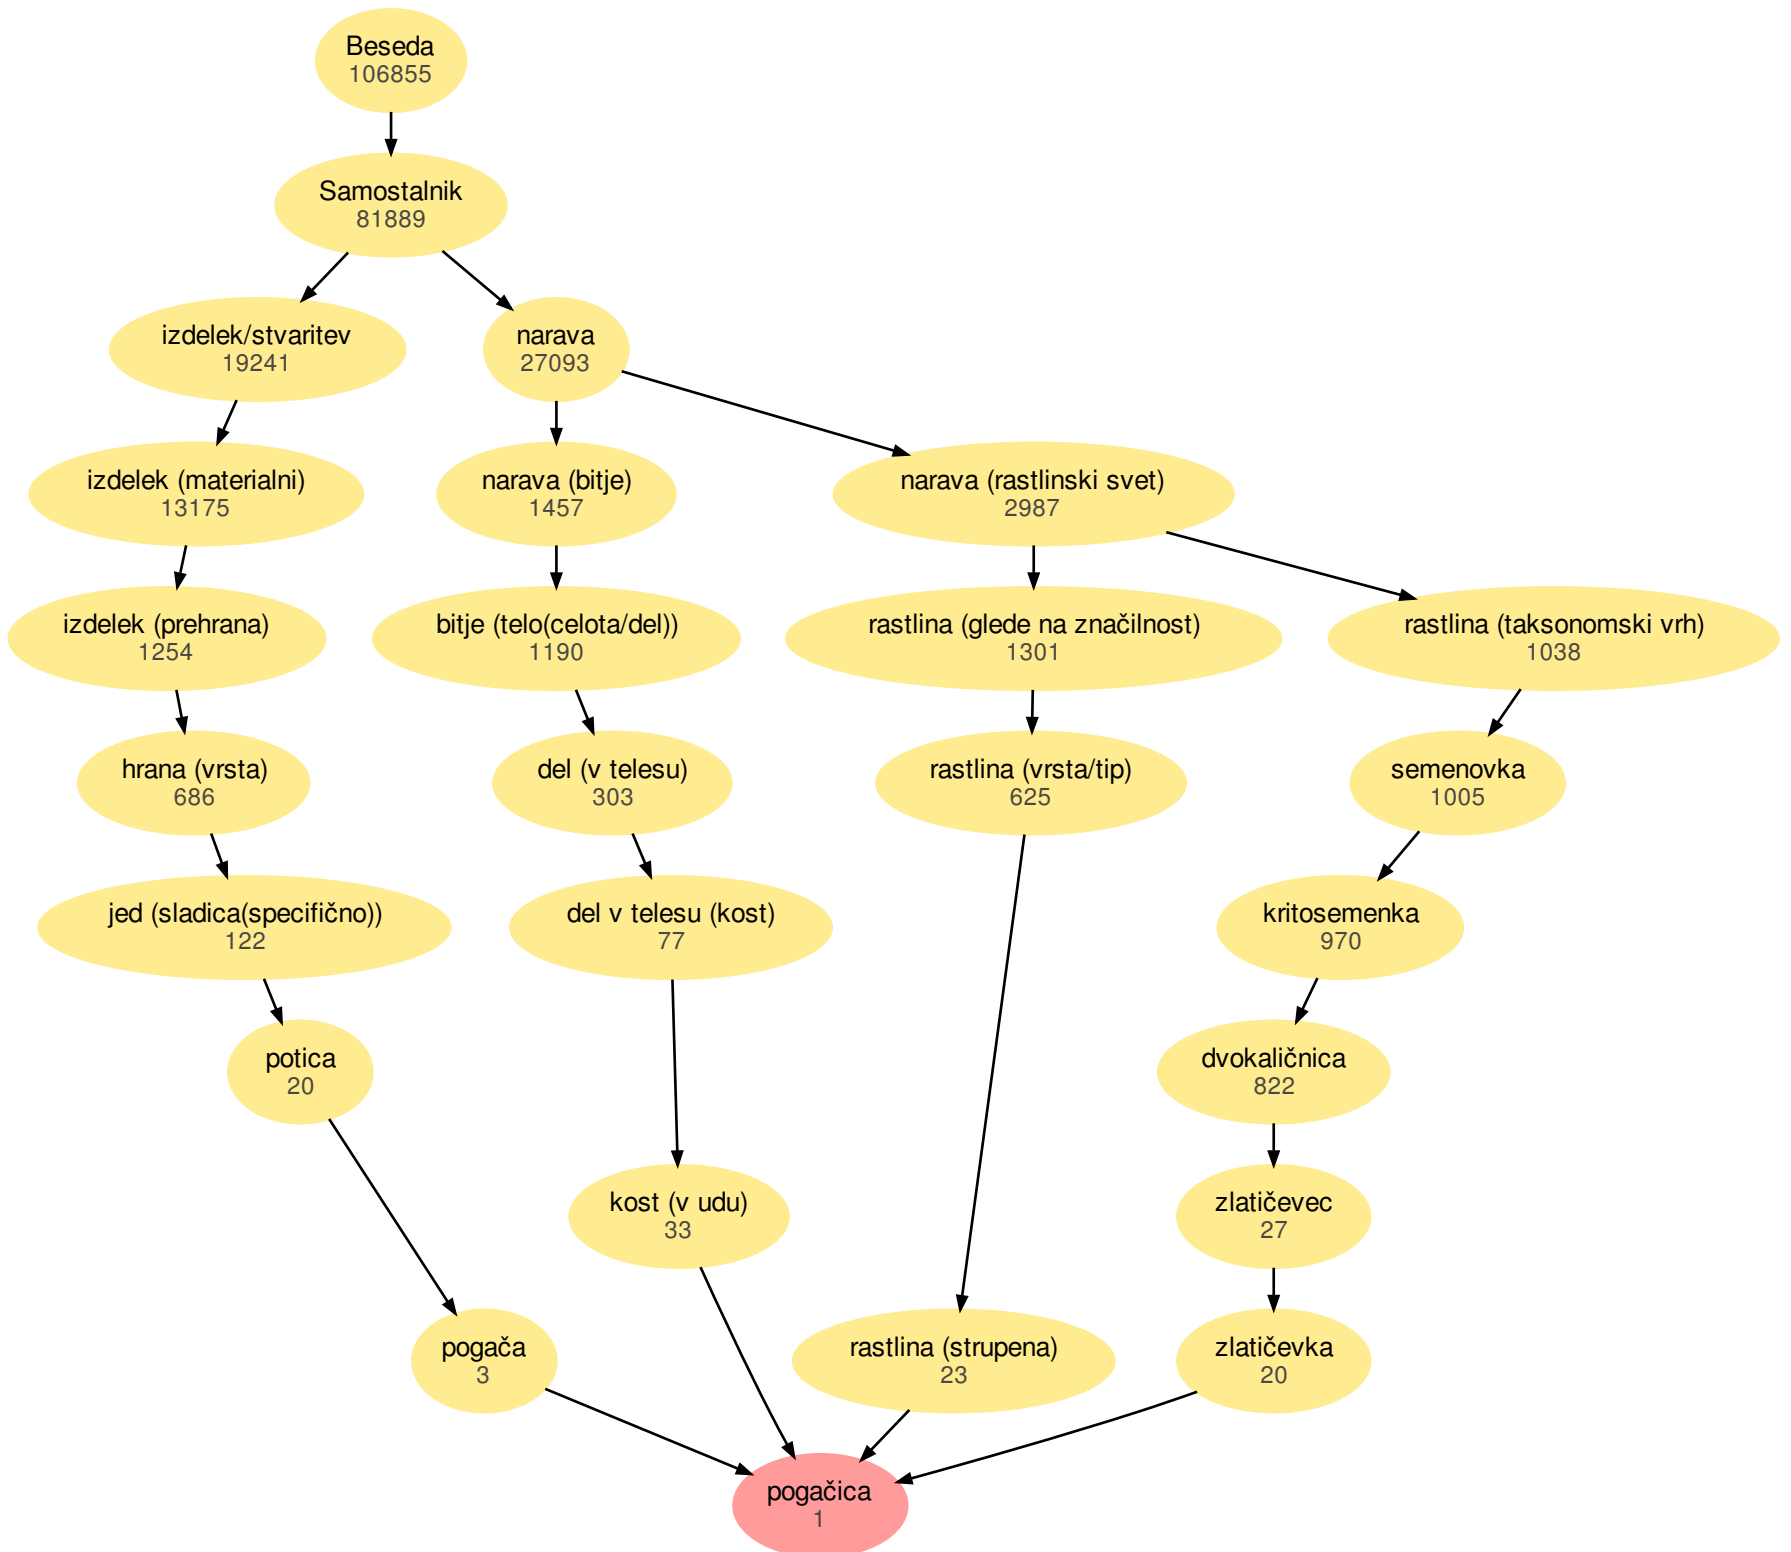 Beseda
106855
Samostalnik
81889
izdelek/stvaritev
19241
narava
27093
izdelek (materialni)
13175
narava (bitje)
1457
narava (rastlinski svet)
2987
izdelek (prehrana)
1254
bitje (telo(celota/del))
1190
rastlina (glede na značilnost)
1301
rastlina (taksonomski vrh)
1038
hrana (vrsta)
686
del (v telesu)
303
rastlina (vrsta/tip)
625
semenovka
1005
jed (sladica(specifično))
122
del v telesu (kost)
77
kritosemenka
970
potica
20
dvokaličnica
822
kost (v udu)
33
zlatičevec
27
pogača
3
rastlina (strupena)
23
zlatičevka
20
pogačica
1